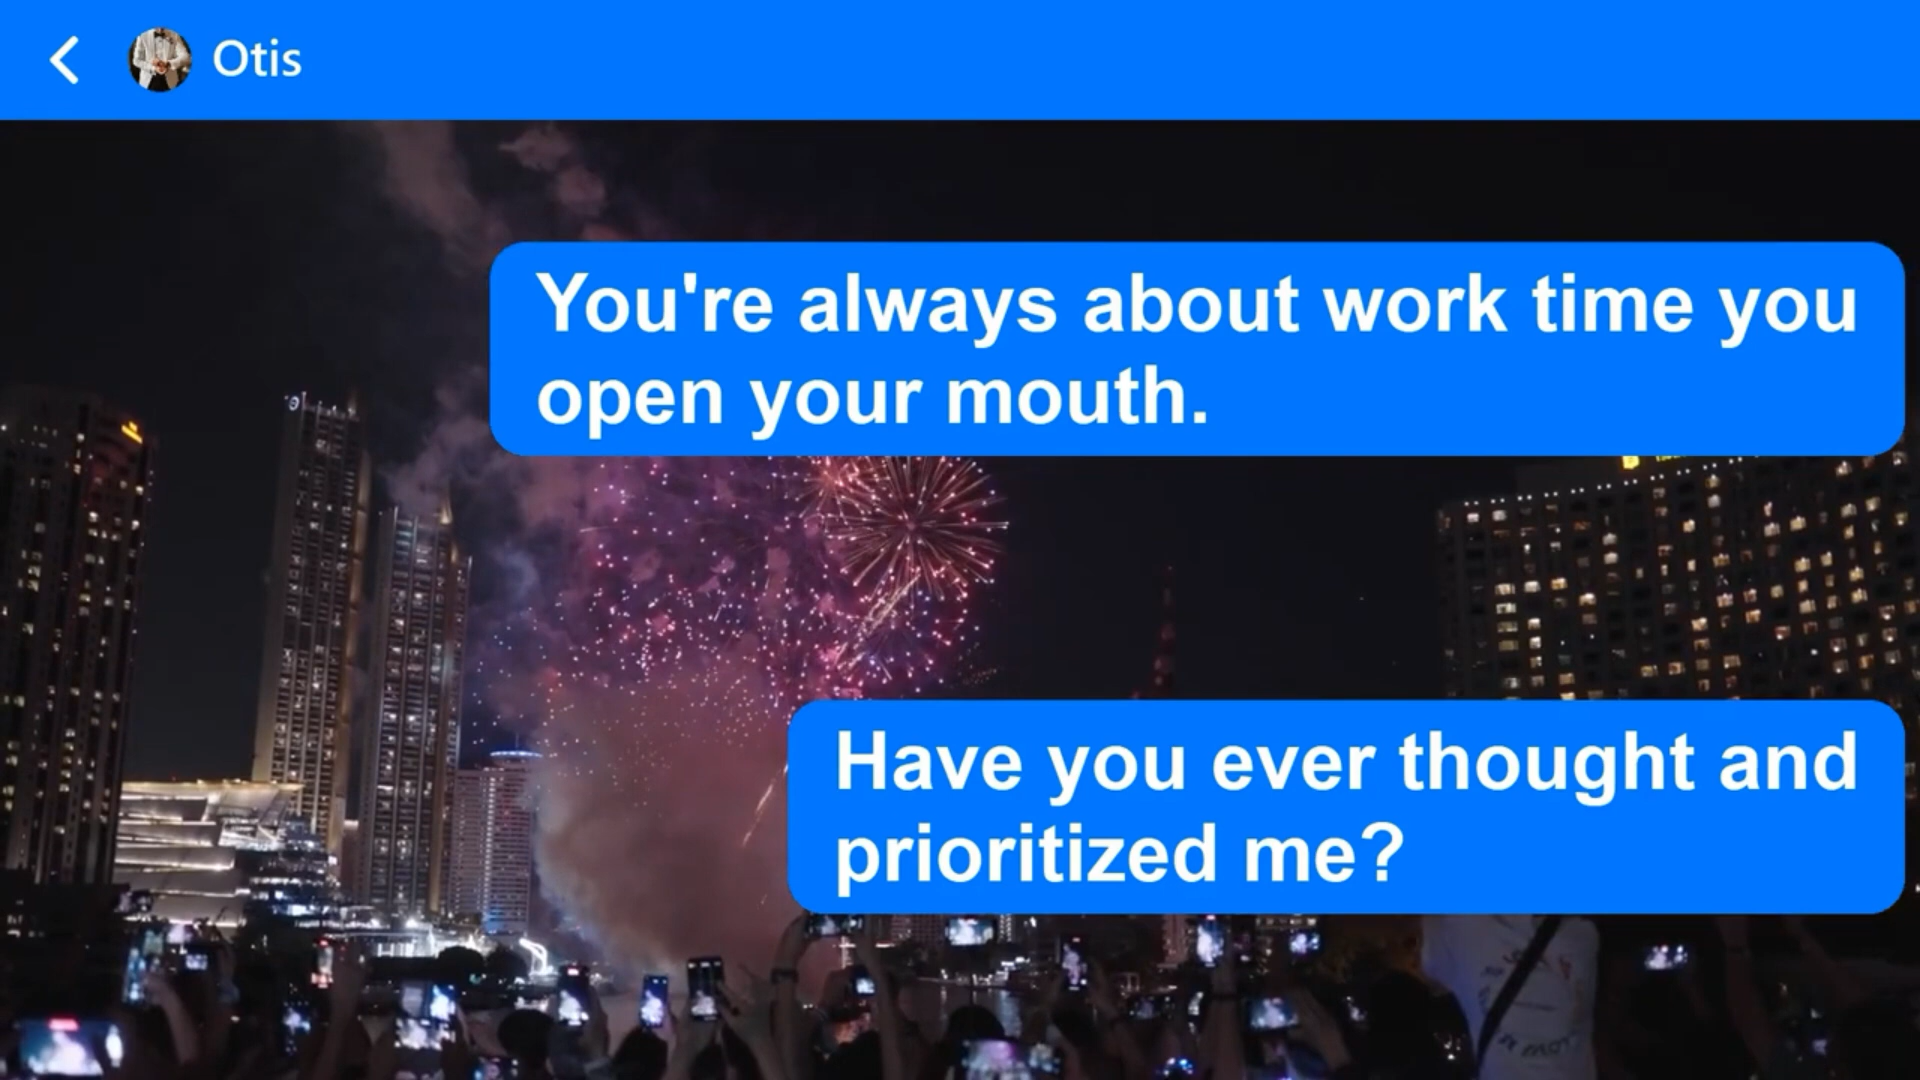 Otis
You're always about work time you
open your mouth.
Have you ever thought and
prioritized me?